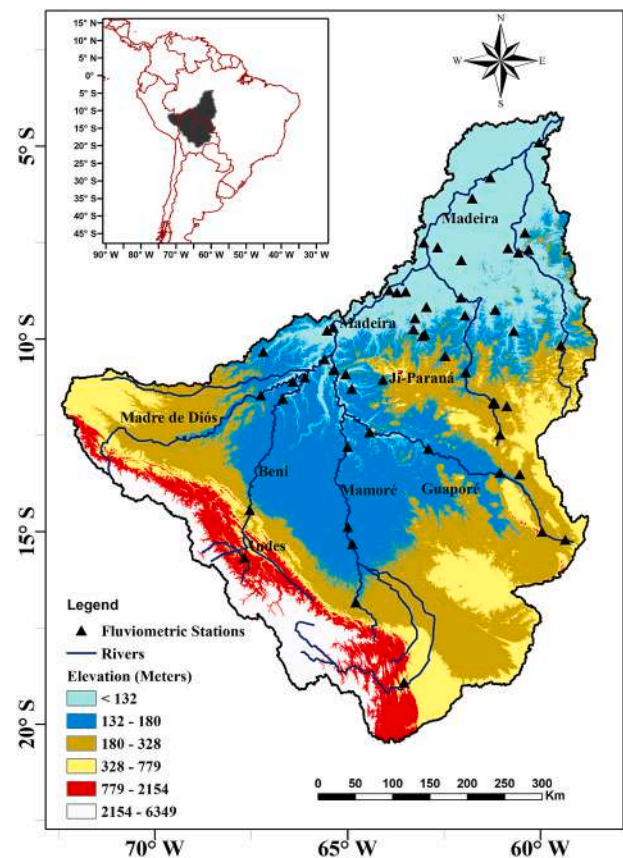 15° N
10° N
5° N
0°
5° S
10° S
15° S
20° S
25° S
30° S
35° S
40° S
45° S
90° W 70° W 60° W 50° W 40° W 30° W 25 W
N
W E
S
5°S
10°S
15°S
20°S
Madeira
Madeira
Ji-Paraná
Madre de Diós
Beni
Mamoré
Guaporé
Andes
Legend
Fluviometric Stations
Rivers
Elevation (Meters)
< 132
132 - 180
180 - 328
328 - 779
779 - 2154
2154 - 6349
0 50 100 150 200 250 300
Km
70°W 65°W 60°W